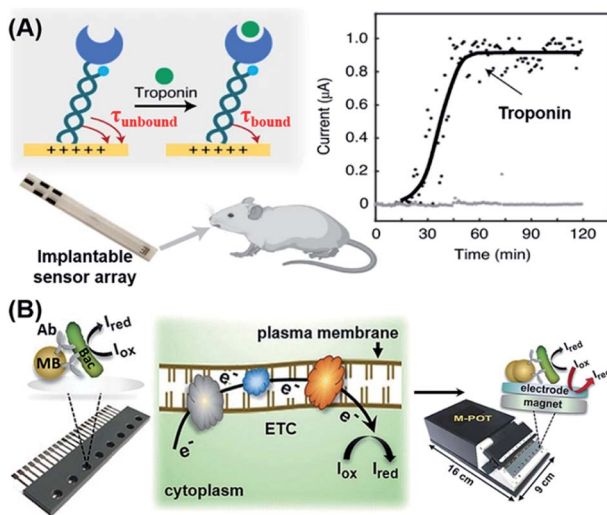 (A)
Troponin
τunbound
τbound
+ + + + +
+ + + + +
Implantable
sensor array
Current (μA)
1.0
0.8
0.6
0.4
0.2
0
Troponin
0
30
60
90
120
Time (min)
(B)
Ab
MB
Bac
Ired
Iox
plasma membrane
e-
e-
e-
e-
ETC
Iox
Ired
cytoplasm
Ired
Iox
Ired
electrode
magnet
M-POT
16 cm
9 cm